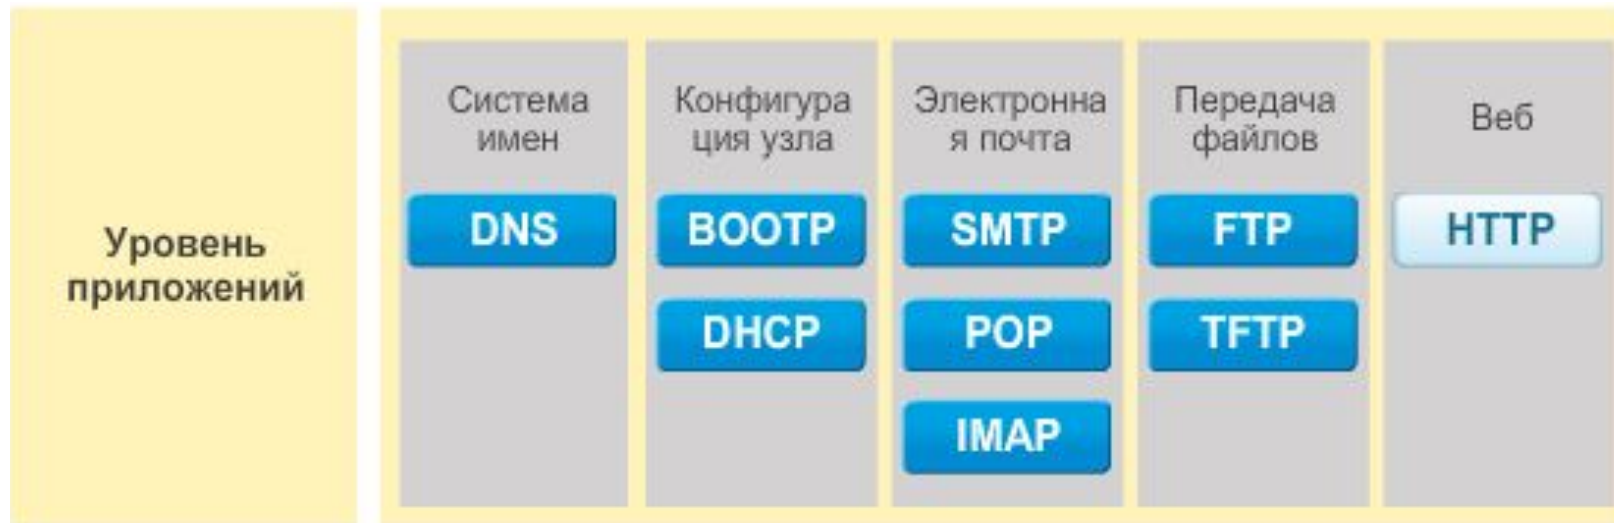 Уровень
приложений
Система
имен
DNS
Конфигура
ция узла
BOOTP
DHCP
Электронна
я почта
SMTP
POP
IMAP
Передача
файлов
FTP
TFTP
Веб
HTTP